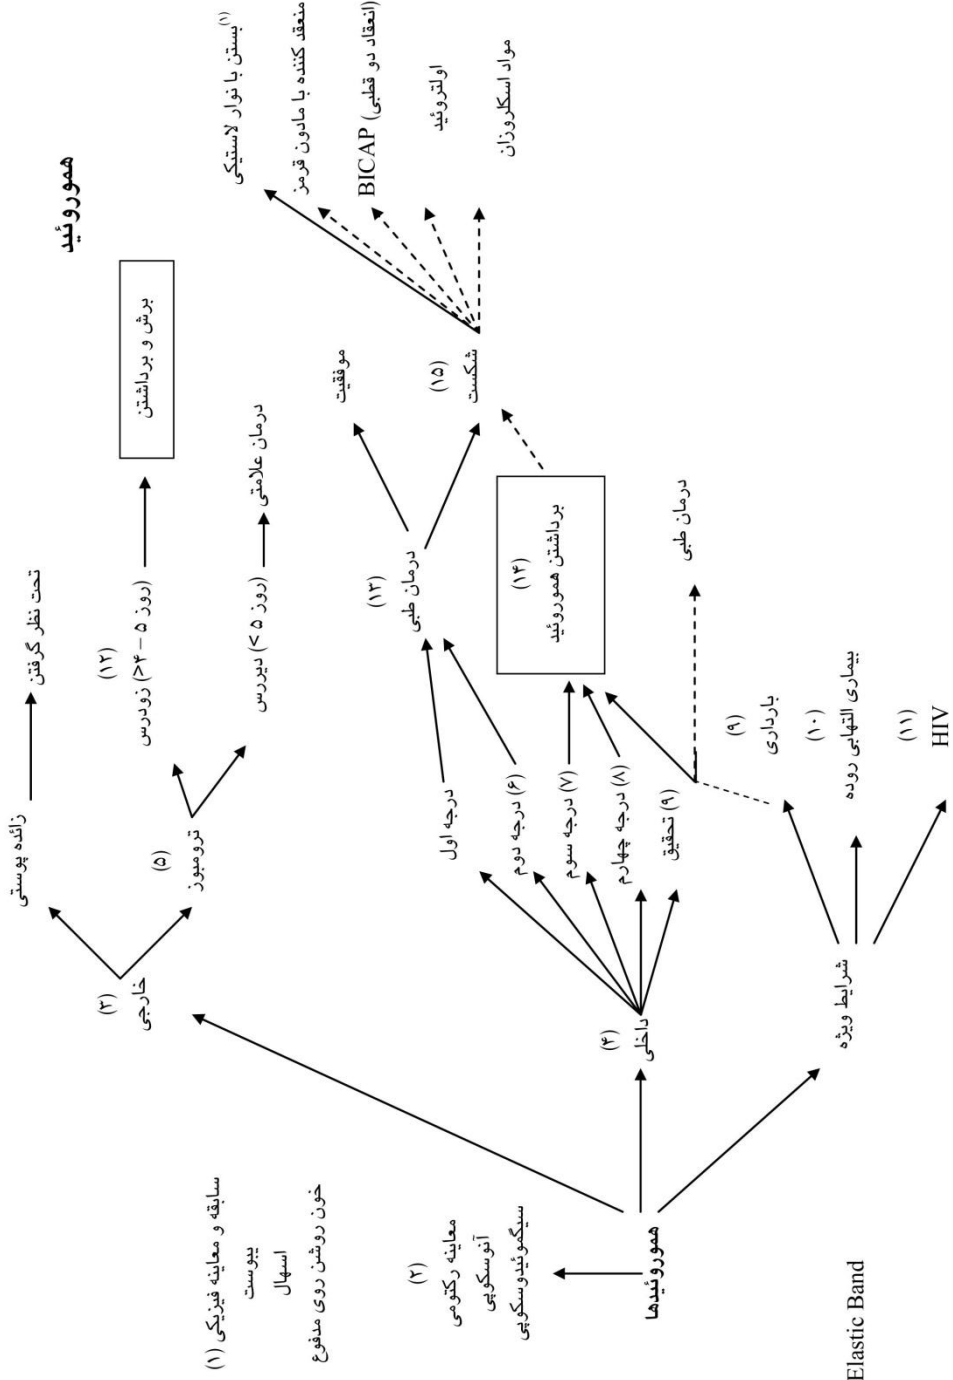 هموروئید
سابقه و معاینه فیزیکی (۱)
یبوست
اسهال
خون روشن روی مدفوع
(۲)
معاینه رکتومی
آنوسکوپی
سیگموئیدوسکوپی
هموروئیدها
(۳)
خارجی
زائده پوستی
تحت نظر گرفتن
(۵)
ترومبوز
(۱۲)
(روز ۵ – ۴>) زودرس
برش و برداشتن
(روز ۵ <) دیررس
درمان علامتی
(۴)
داخلی
درجه اول
(۶) درجه دوم
(۷) درجه سوم
(۸) درجه چهارم
(۹) تحقیق
(۱۳)
درمان طبی
موفقیت
(۱۵)
شکست
بستن با نوار لاستیکی(۱)
منعقد کننده با مادون قرمز
BICAP (انعقاد دو قطبی)
اولتروئید
مواد اسکلروزان
(۱۴)
برداشتن هموروئید
درمان طبی
شرایط ویژه
(۹)
بارداری
(۱۰)
بیماری التهابی روده
(۱۱)
HIV
Elastic Band